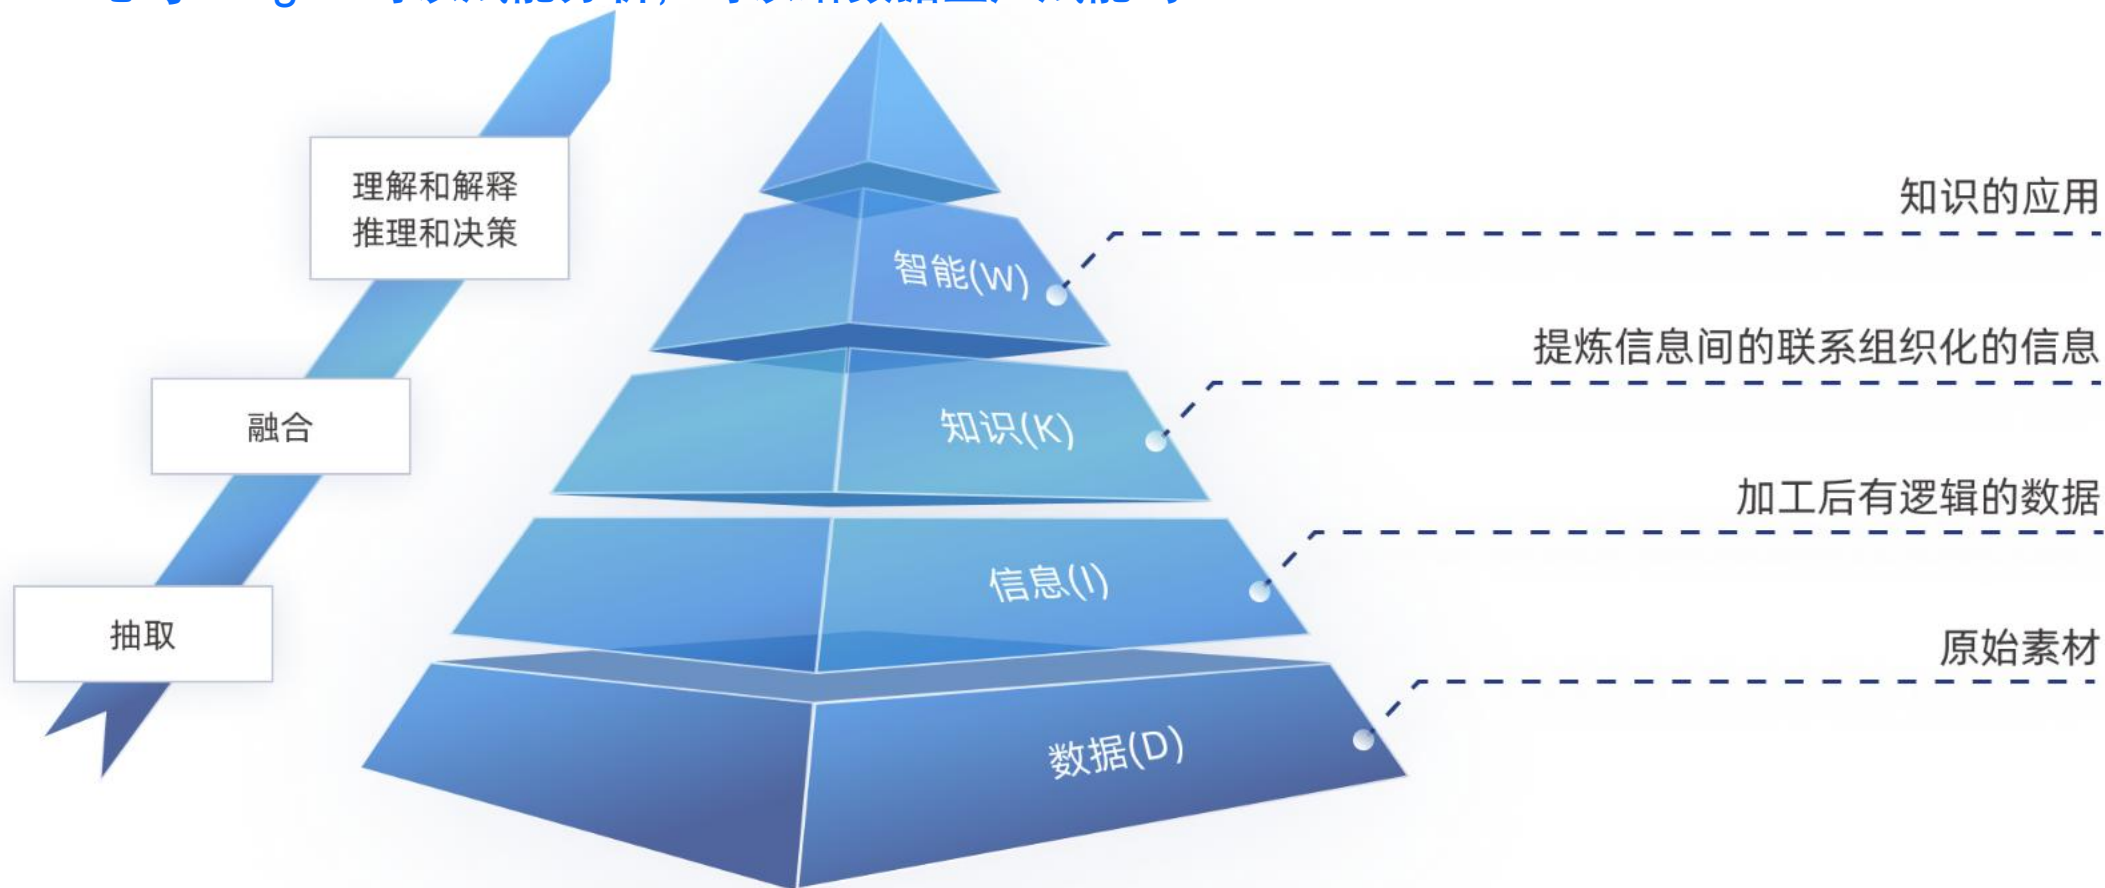 理解和解释
推理和决策
融合
抽取
智能(W)
知识(K)
信息(I)
数据(D)
知识的应用
提炼信息间的联系组织化的信息
加工后有逻辑的数据
原始素材